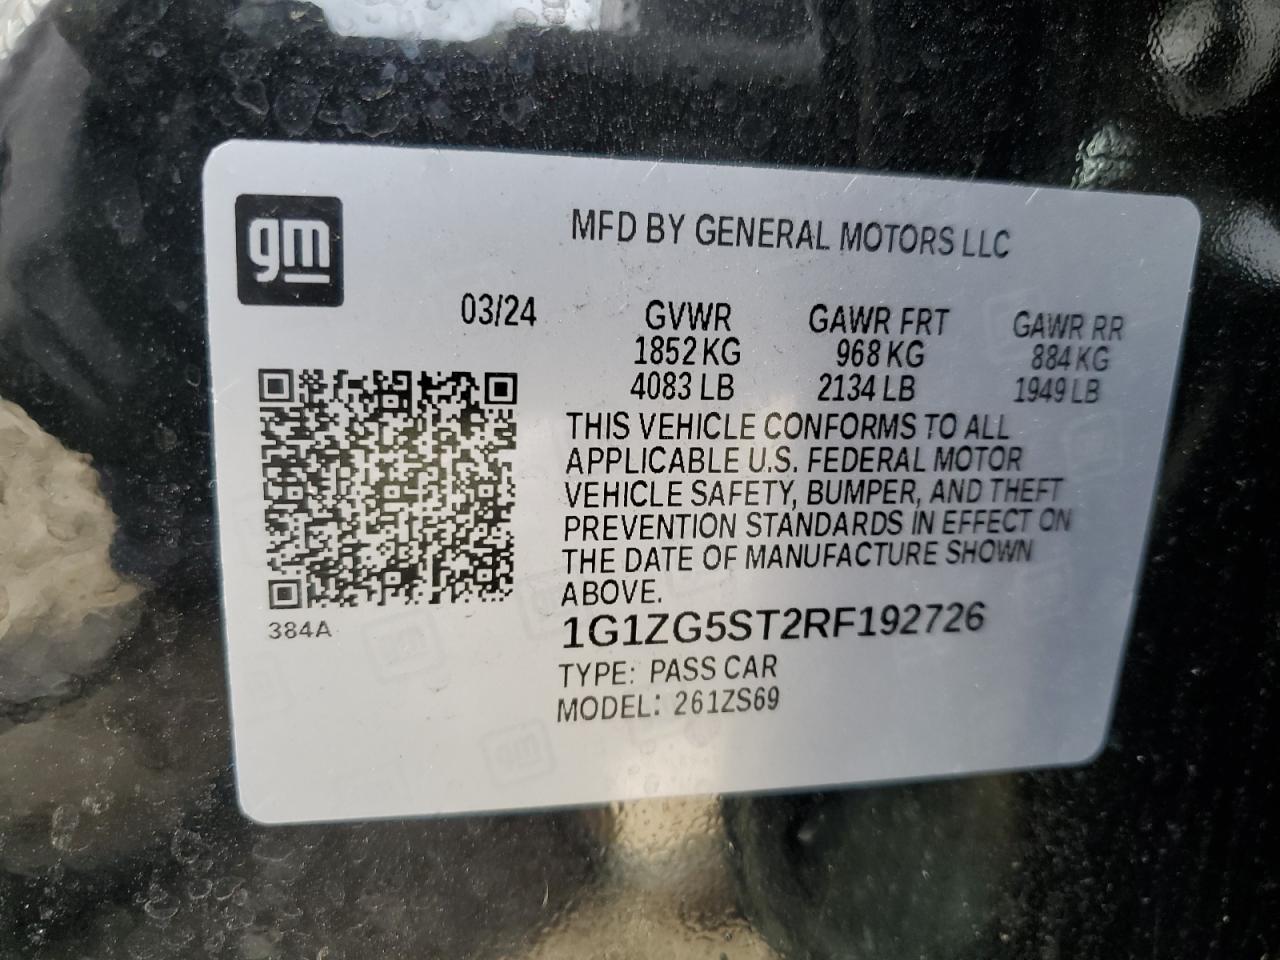 gm
MFD BY GENERAL MOTORS LLC
03/24 GVWR GAWR FRT GAWR RR
1852 KG 968 KG 884 KG
4083 LB 2134 LB 1949 LB
THIS VEHICLE CONFORMS TO ALL
APPLICABLE U.S. FEDERAL MOTOR
VEHICLE SAFETY, BUMPER, AND THEFT
PREVENTION STANDARDS IN EFFECT ON
THE DATE OF MANUFACTURE SHOWN
ABOVE.
384A
1G1ZG5ST2RF192726
TYPE: PASS CAR
MODEL: 261ZS69